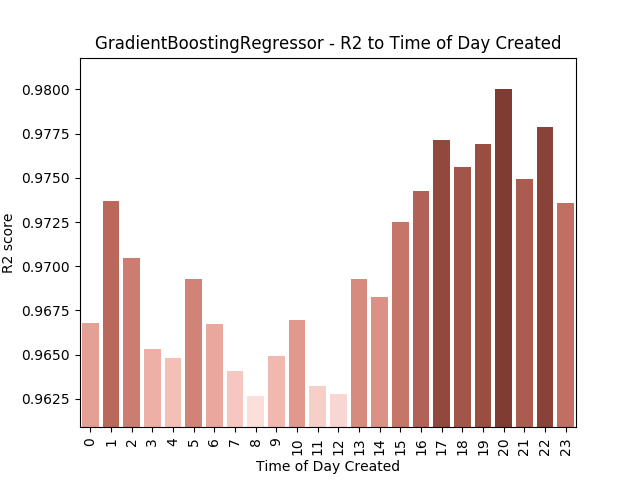 GradientBoostingRegressor - R2 to Time of Day Created
0.9800
0.9775
0.9750
0.9725
0.9700
0.9675
0.9650
0.9625
R2 score
0 1 2 3 4 5 6 7 8 9 10 11 12 13 14 15 16 17 18 19 20 21 22 23
Time of Day Created